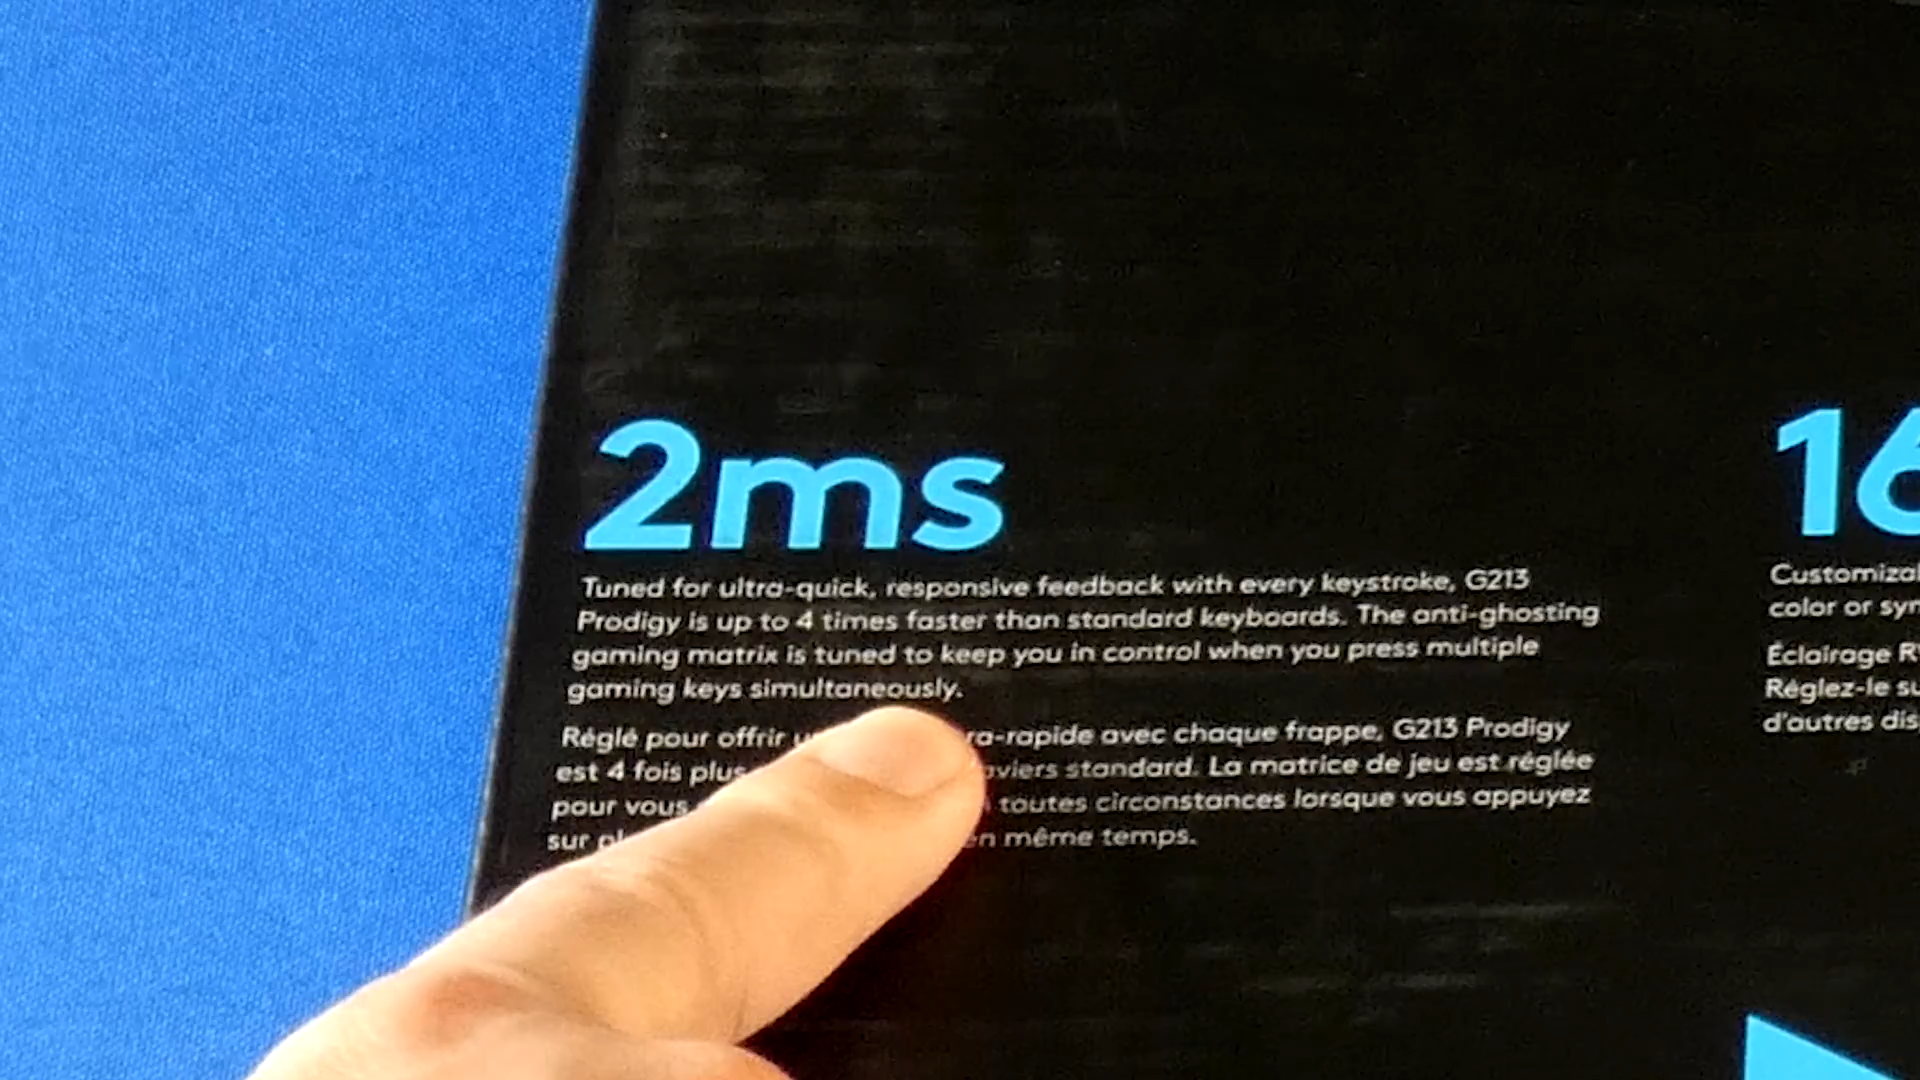 2ms
Tuned for ultra-quick, responsive feedback with every keystroke, G213
Prodigy is up to 4 times faster than standard keyboards. The anti-ghosting
gaming matrix is tuned to keep you in control when you press multiple
gaming keys simultaneously.
Réglé pour offrir ra-rapide avec chaque frappe, G213 Prodigy
est 4 fois plus aviers standard. La matrice de jeu est réglée
pour vous toutes circonstances lorsque vous appuyez
sur en même temps.
16
Customizal
color or syn
Éclairage R
Réglez-le su
d'autres dis